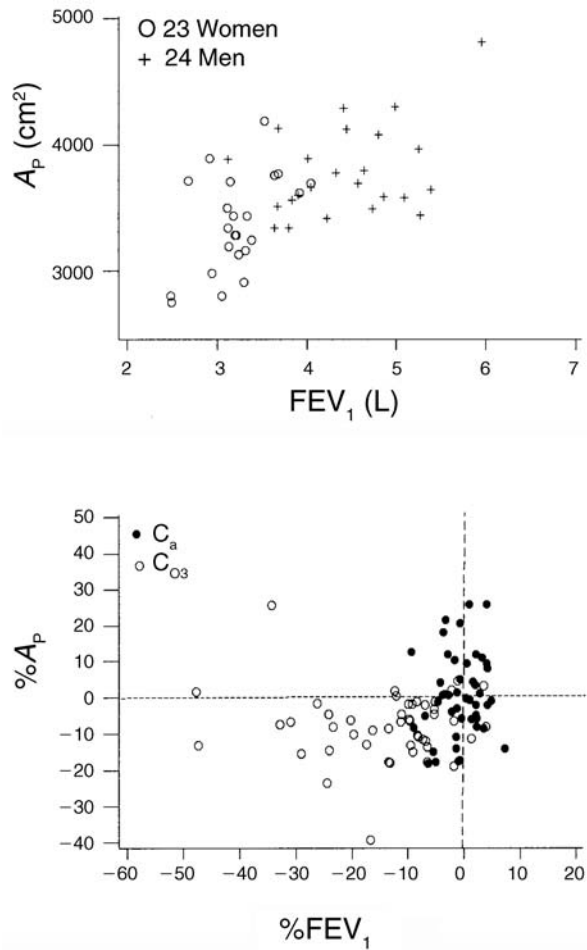 5000
O 23 Women
+ 24 Men
4000
3000
A_P (cm²)
2 3 4 5 6 7
FEV₁ (L)
50
40
30
20
10
0
−10
−20
−30
−40
● C_a
○ C_O3
%A_P
−60 −50 −40 −30 −20 −10 0 10 20
%FEV₁